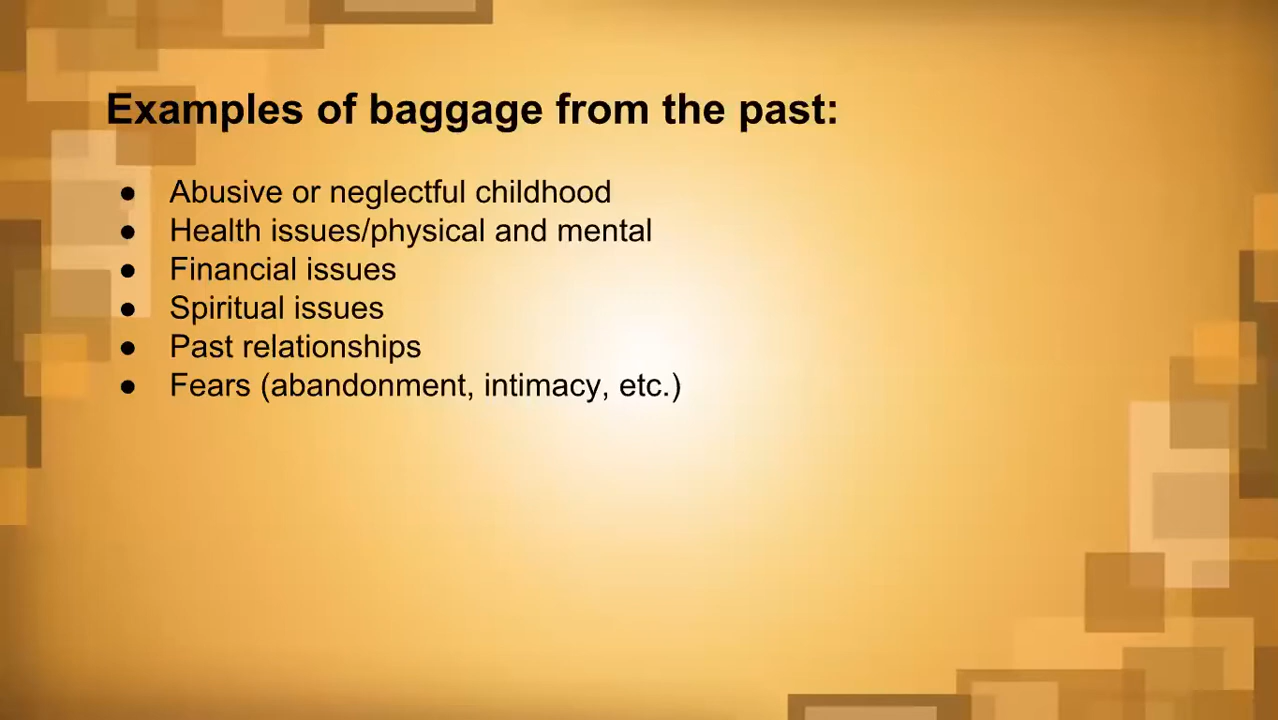 Examples of baggage from the past:
● Abusive or neglectful childhood
● Health issues/physical and mental
● Financial issues
● Spiritual issues
● Past relationships
● Fears (abandonment, intimacy, etc.)